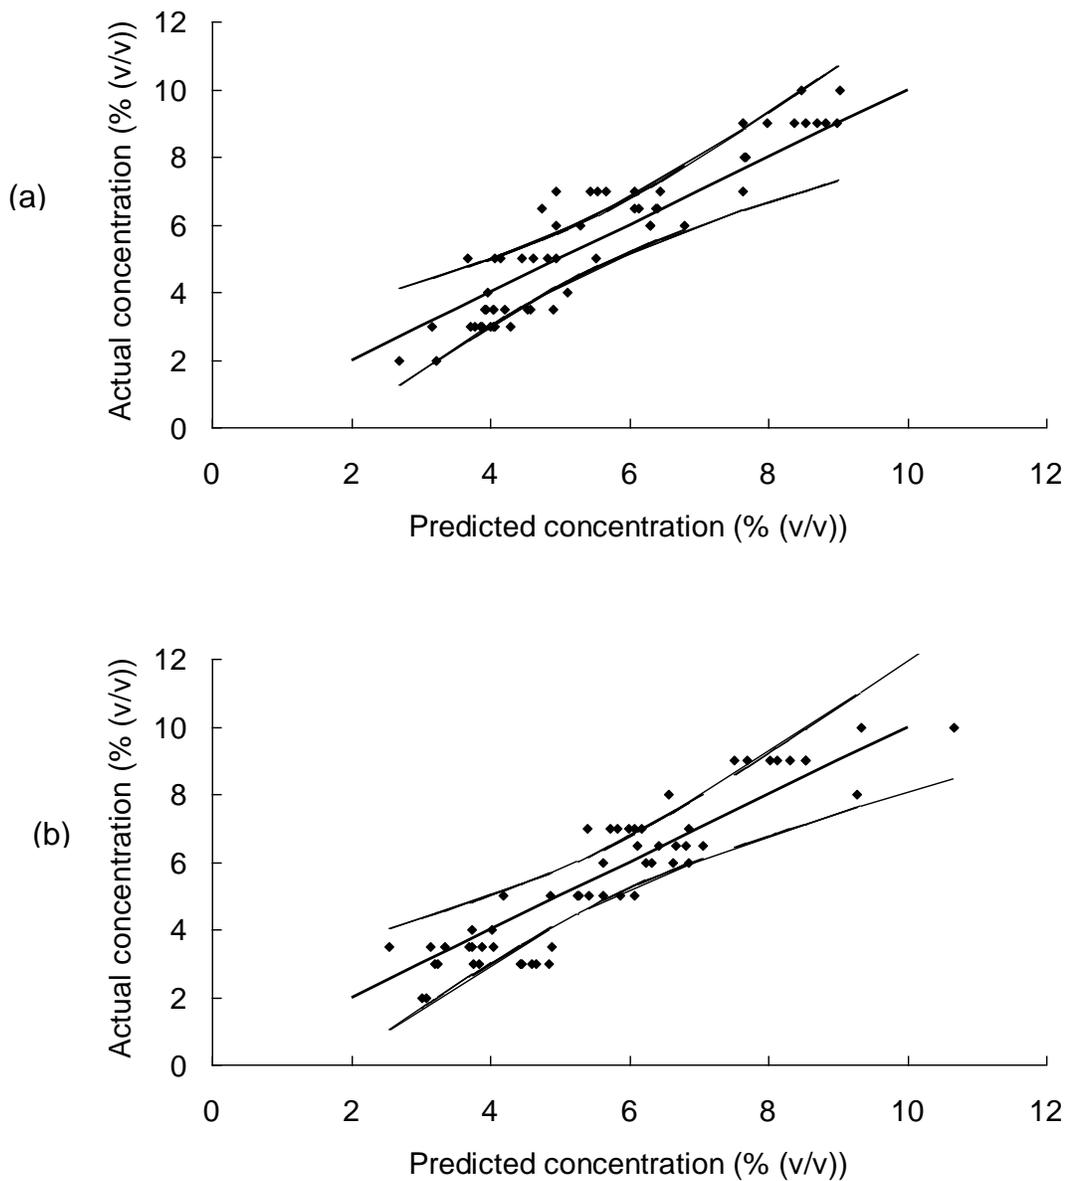 (a)
Actual concentration (% (v/v))
12
10
8
6
4
2
0
0 2 4 6 8 10 12
Predicted concentration (% (v/v))
(b)
Actual concentration (% (v/v))
12
10
8
6
4
2
0
0 2 4 6 8 10 12
Predicted concentration (% (v/v))